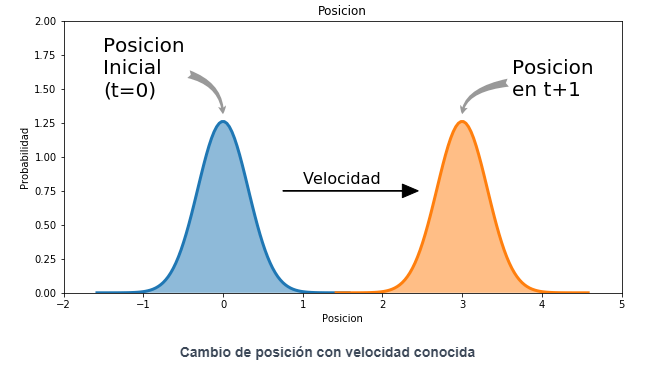 Posicion
2.00
1.75
1.50
1.25
1.00
0.75
0.50
0.25
0.00
Probabilidad
Posicion
Inicial
(t=0)
Posicion
en t+1
Velocidad
−2
−1
0
1
2
3
4
5
Posicion
Cambio de posición con velocidad conocida